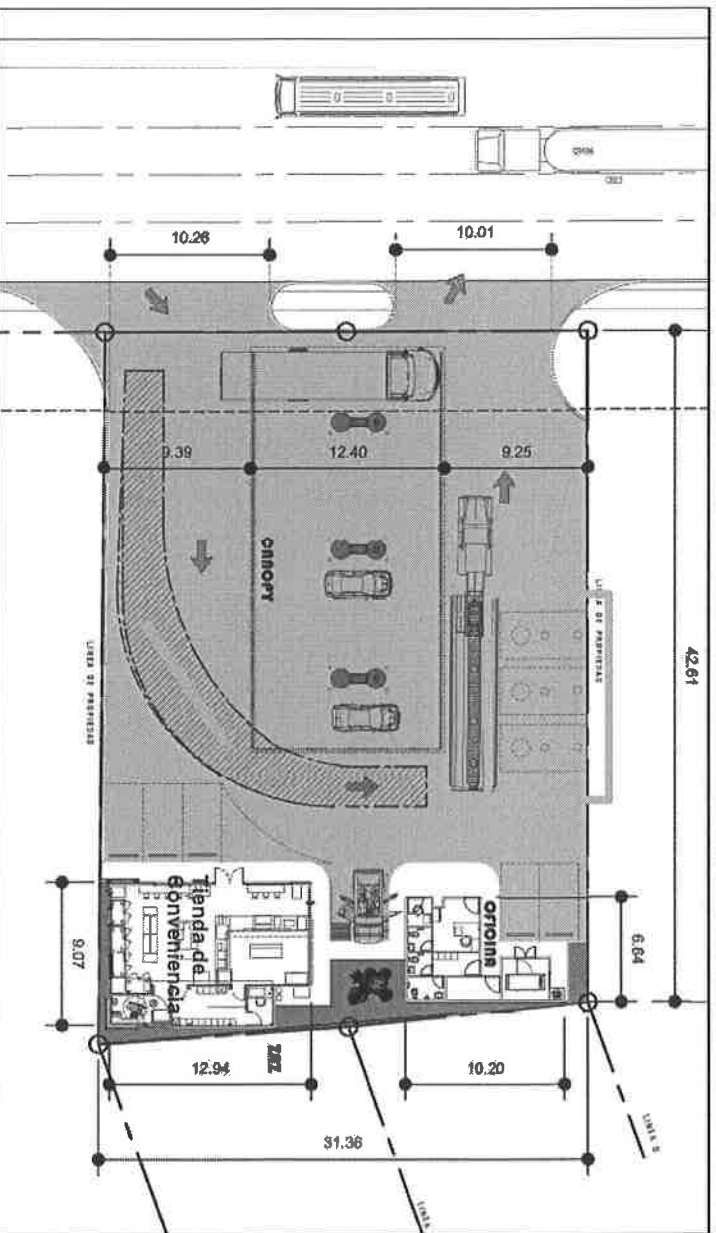 10.26
10.01
9.39
12.40
9.25
CANOPY
LINEA DE PROPIEDAD
LINEA DE PROPIEDAD
42.61
Tienda de
Conveniencia
OFICINA
9.07
6.64
12.94
10.20
31.36
LINEA